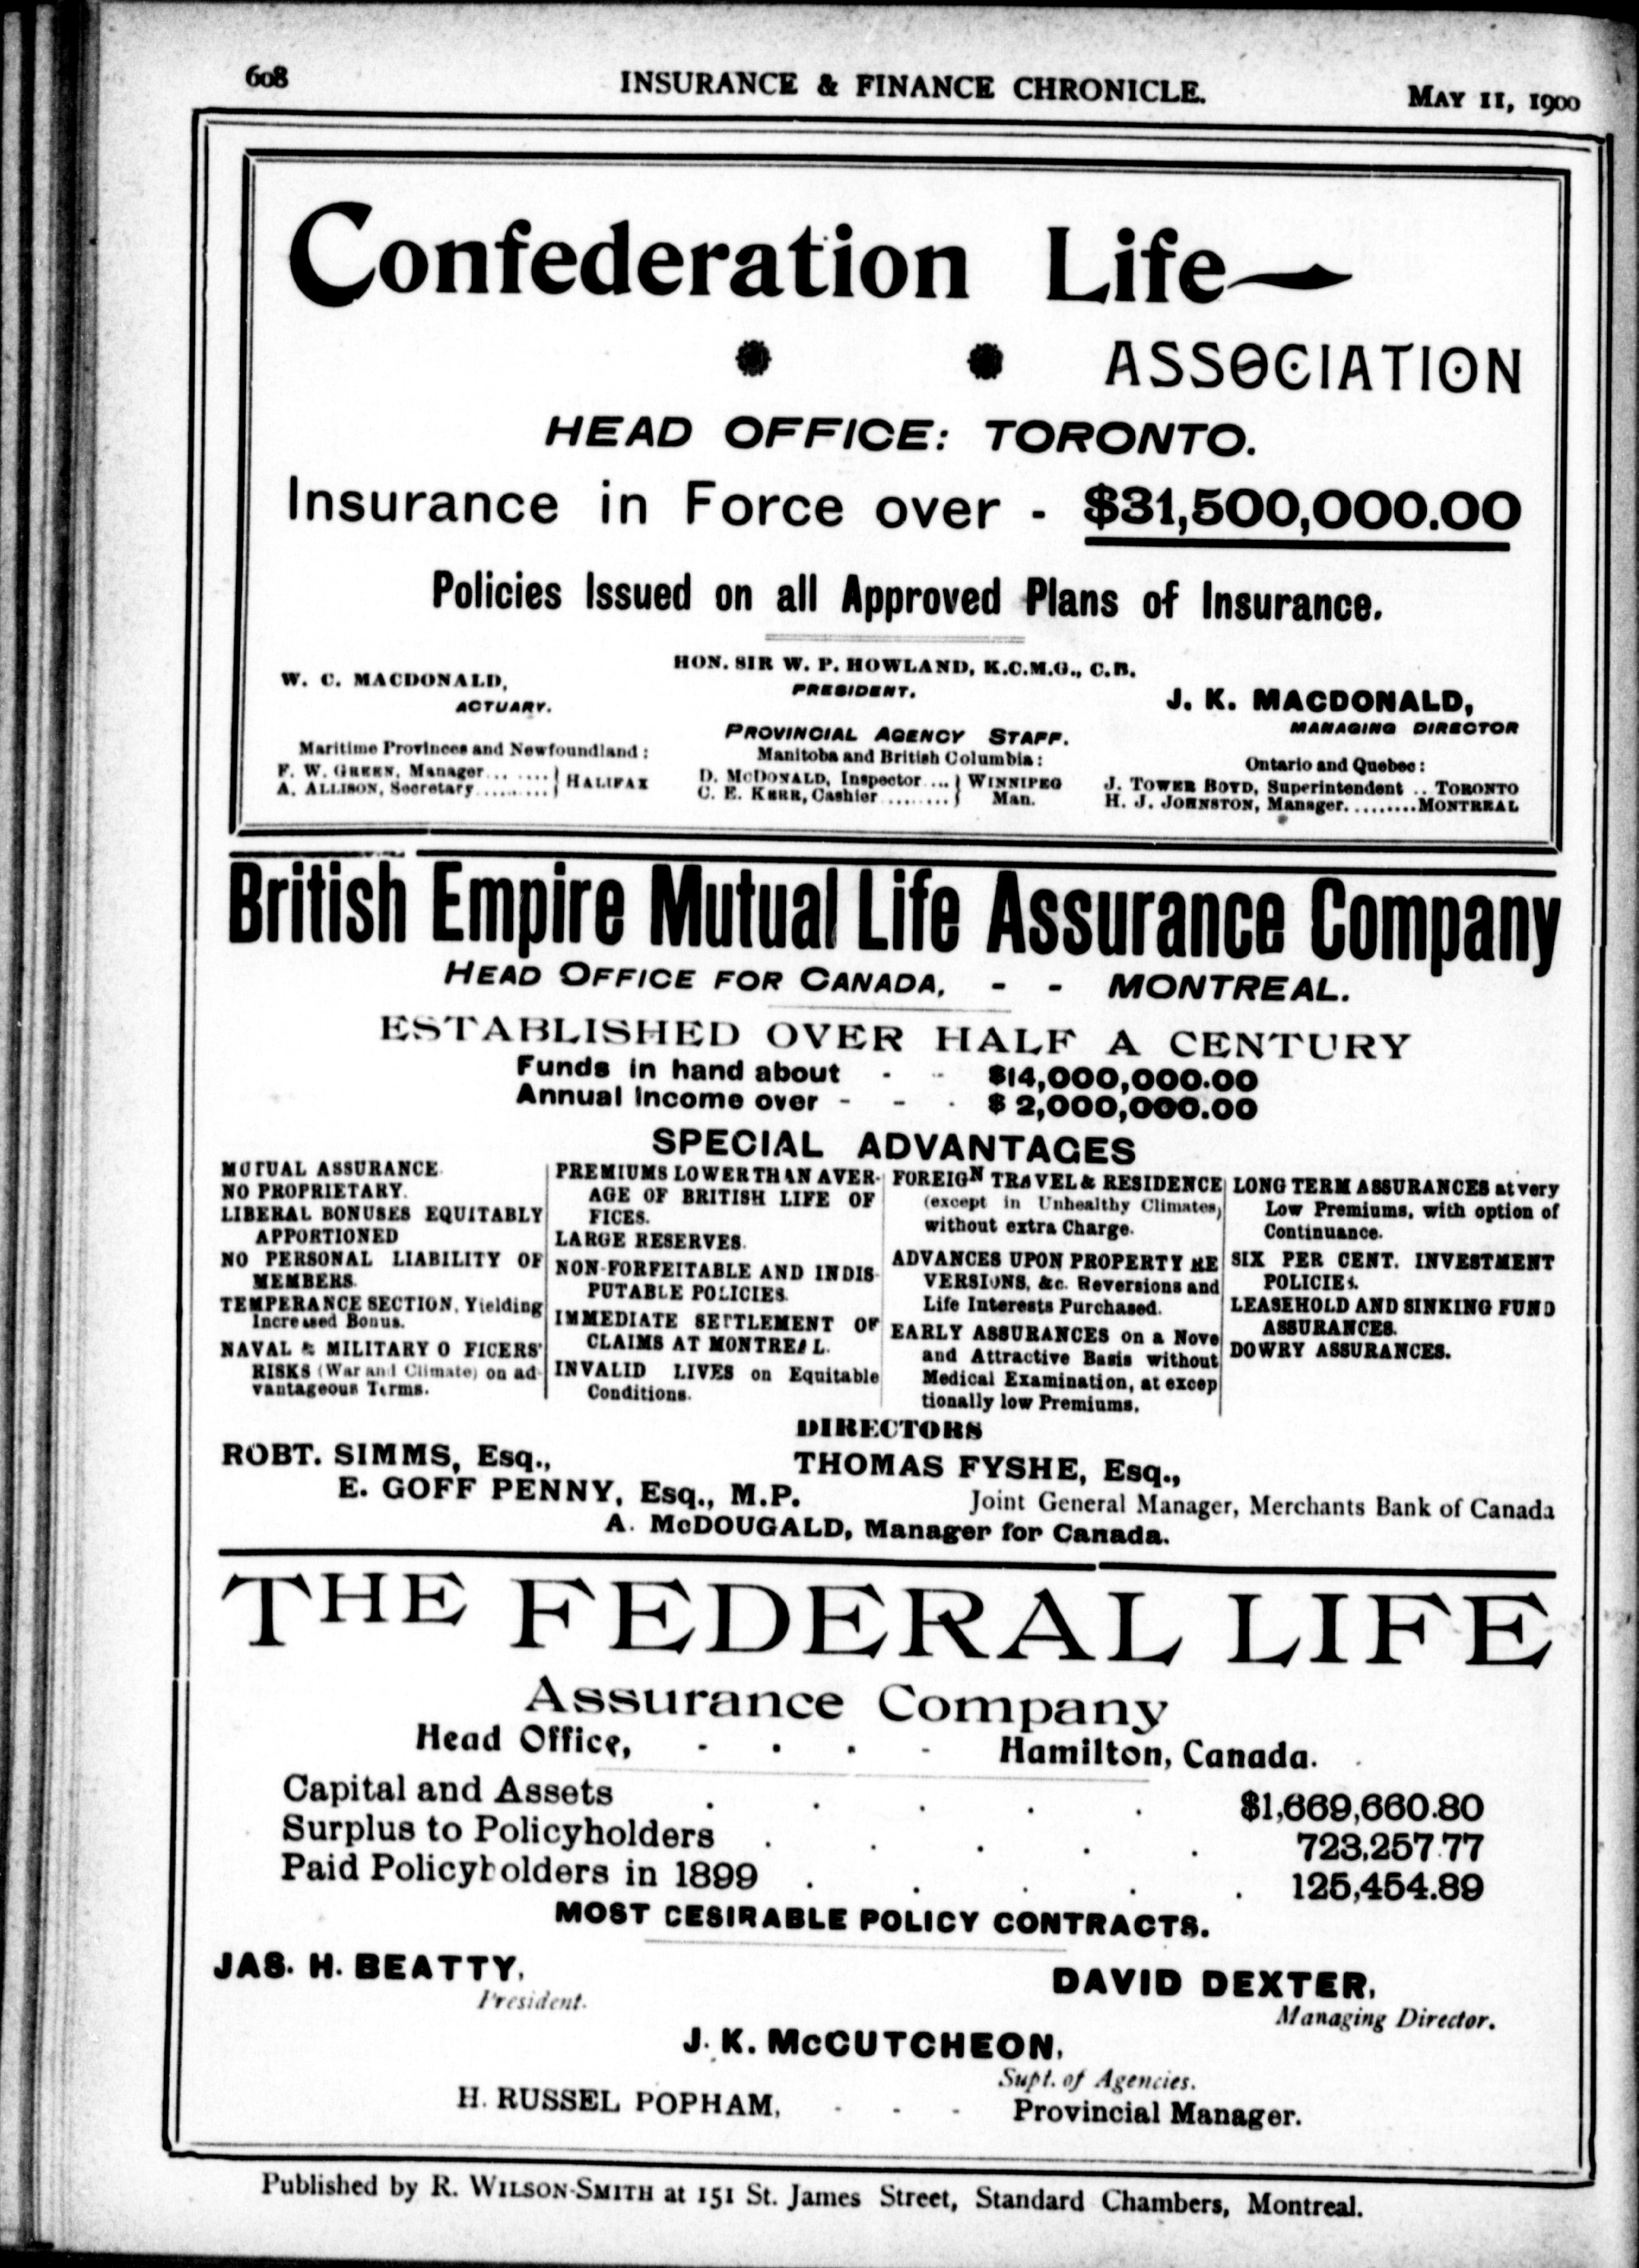 608
INSURANCE & FINANCE CHRONICLE.
MAY 11, 1900
Confederation Life
ASSOCIATION
HEAD OFFICE: TORONTO.
Insurance in Force over - $31,500,000.00
Policies Issued on all Approved Plans of Insurance.
HON. SIR W. P. HOWLAND, K.C.M.G., C.B.
PRESIDENT.
W. C. MACDONALD,
ACTUARY.
J. K. MACDONALD,
MANAGING DIRECTOR
PROVINCIAL AGENCY STAFF.
Maritime Provinces and Newfoundland:
F. W. GREEN, Manager... .....} HALIFAX
A. ALLISON, Secretary.........}
Manitoba and British Columbia:
D. McDONALD, Inspector ... } WINNIPEG
C. E. KERR, Cashier ......... } Man.
Ontario and Quebec:
J. TOWER BOYD, Superintendent .. TORONTO
H. J. JOHNSTON, Manager.........MONTREAL
British Empire Mutual Life Assurance Company
HEAD OFFICE FOR CANADA, - - MONTREAL.
ESTABLISHED OVER HALF A CENTURY
Funds in hand about - - $14,000,000.00
Annual Income over - - - $ 2,000,000.00
SPECIAL ADVANTAGES
MUTUAL ASSURANCE.
NO PROPRIETARY.
LIBERAL BONUSES EQUITABLY
APPORTIONED
NO PERSONAL LIABILITY OF
MEMBERS.
TEMPERANCE SECTION, Yielding
Increased Bonus.
NAVAL & MILITARY O FICERS'
RISKS (War and Climate) on ad-
vantageous Terms.
PREMIUMS LOWER THAN AVER-
AGE OF BRITISH LIFE OF
FICES.
LARGE RESERVES.
NON-FORFEITABLE AND INDIS-
PUTABLE POLICIES.
IMMEDIATE SETTLEMENT OF
CLAIMS AT MONTREAL.
INVALID LIVES on Equitable
Conditions.
FOREIGN TRAVEL & RESIDENCE
(except in Unhealthy Climates,)
without extra Charge.
ADVANCES UPON PROPERTY RE
VERSIONS, &c. Reversions and
Life Interests Purchased.
EARLY ASSURANCES on a Nove
and Attractive Basis without
Medical Examination, at excep
tionally low Premiums.
LONG TERM ASSURANCES at very
Low Premiums, with option of
Continuance.
SIX PER CENT. INVESTMENT
POLICIES.
LEASEHOLD AND SINKING FUND
ASSURANCES.
DOWRY ASSURANCES.
DIRECTORS
ROBT. SIMMS, Esq.,
THOMAS FYSHE, Esq.,
E. GOFF PENNY, Esq., M.P.
Joint General Manager, Merchants Bank of Canada
A. McDOUGALD, Manager for Canada.
THE FEDERAL LIFE
Assurance Company
Head Office, - - - - Hamilton, Canada.
Capital and Assets . . . . . $1,669,660.80
Surplus to Policyholders . . . . . 723,257.77
Paid Policyholders in 1899 . . . . . 125,454.89
MOST CESIRABLE POLICY CONTRACTS.
JAS. H. BEATTY,
President.
DAVID DEXTER,
Managing Director.
J. K. McCUTCHEON,
Supt. of Agencies.
H. RUSSEL POPHAM, - - - Provincial Manager.
Published by R. WILSON-SMITH at 151 St. James Street, Standard Chambers, Montreal.